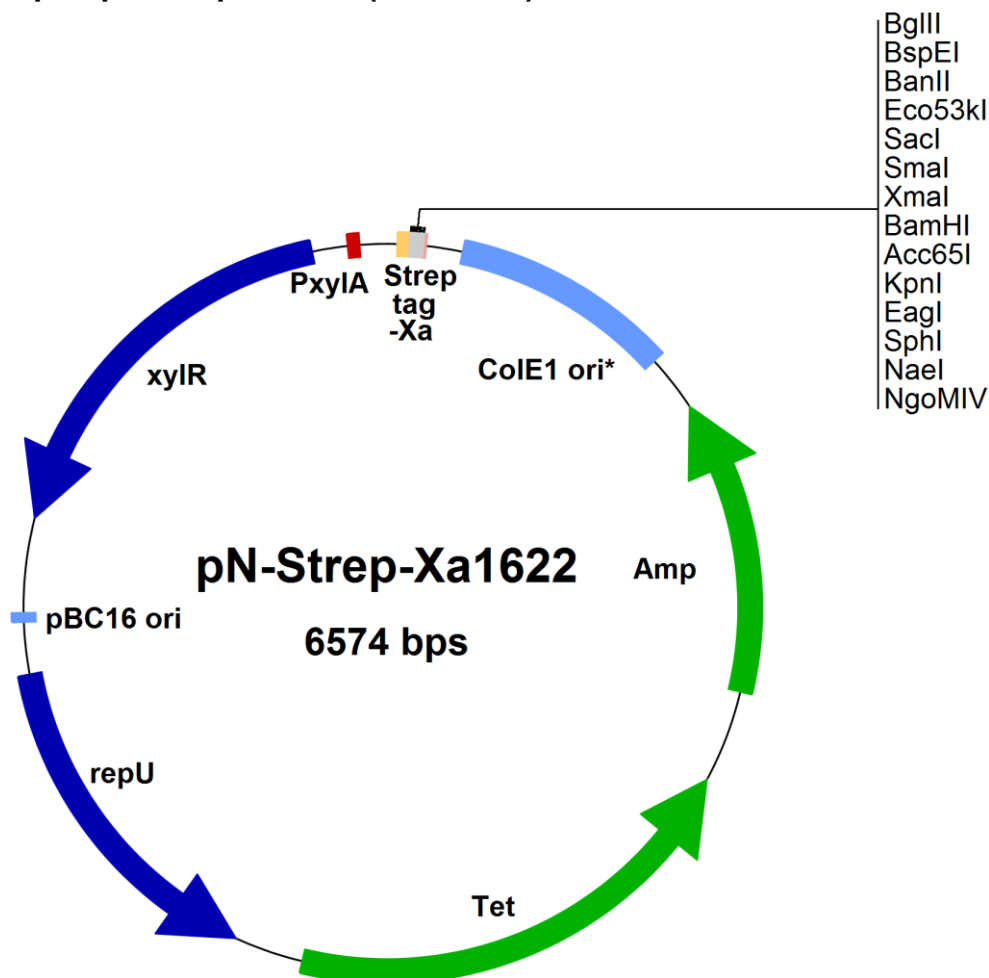 BglII
BspEI
BanII
Eco53kI
SacI
SmaI
XmaI
BamHI
Acc65I
KpnI
EagI
SphI
NaeI
NgoMIV
PxylA
Strep
tag
-Xa
ColE1 ori*
xylR
pN-Strep-Xa1622
6574 bps
Amp
pBC16 ori
repU
Tet